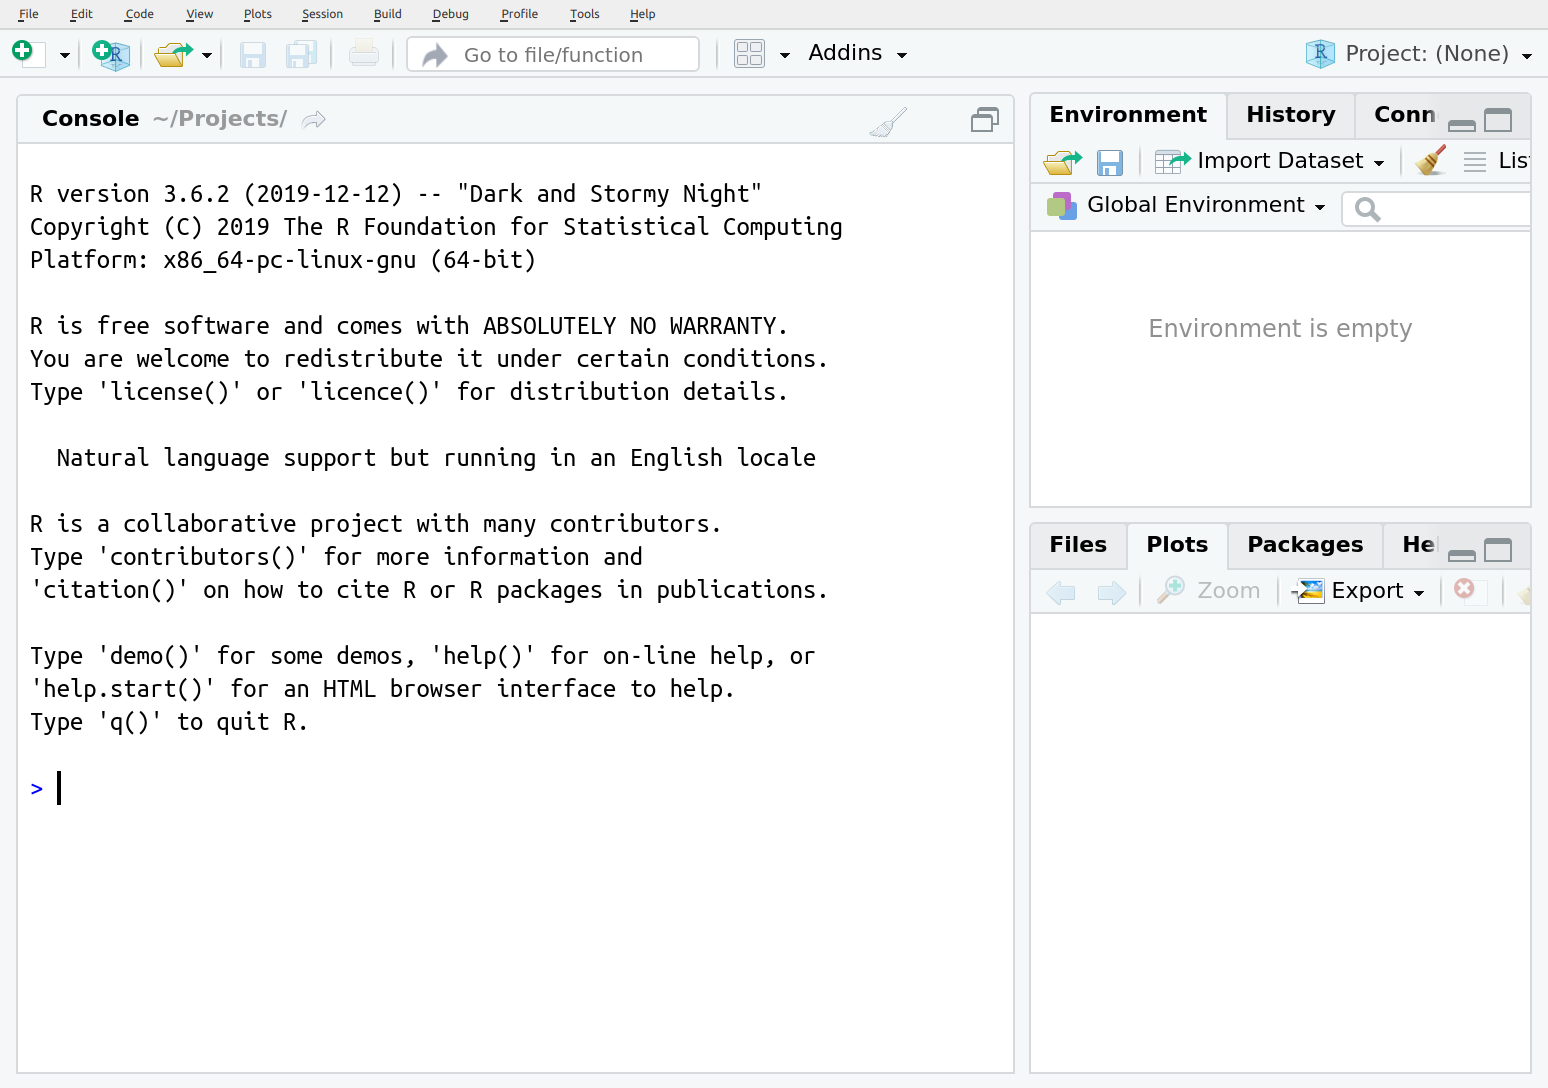 File Edit Code View Plots Session Build Debug Profile Tools Help
Go to file/function Addins Project: (None)
Console ~/Projects/
R version 3.6.2 (2019-12-12) -- "Dark and Stormy Night"
Copyright (C) 2019 The R Foundation for Statistical Computing
Platform: x86_64-pc-linux-gnu (64-bit)
R is free software and comes with ABSOLUTELY NO WARRANTY.
You are welcome to redistribute it under certain conditions.
Type 'license()' or 'licence()' for distribution details.
Natural language support but running in an English locale
R is a collaborative project with many contributors.
Type 'contributors()' for more information and
'citation()' on how to cite R or R packages in publications.
Type 'demo()' for some demos, 'help()' for on-line help, or
'help.start()' for an HTML browser interface to help.
Type 'q()' to quit R.
>
Environment History Conn
Import Dataset Lis
Global Environment
Environment is empty
Files Plots Packages He
Zoom Export